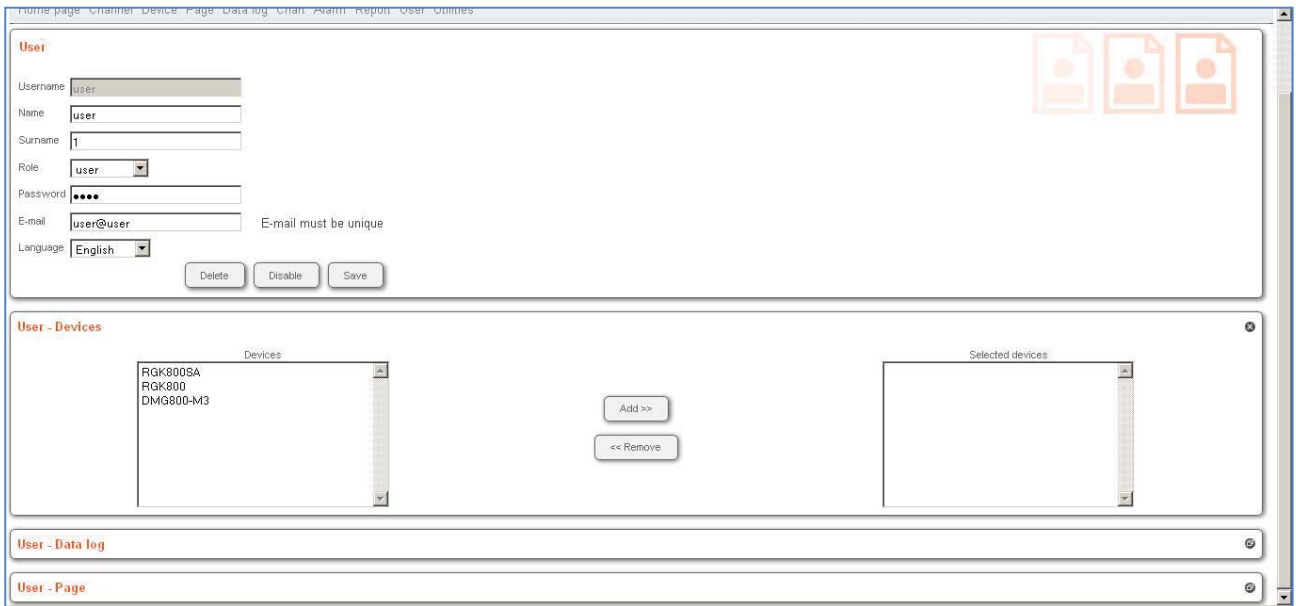 Home page Channel Device Page Data log Chart Alarm Report User Utilities
User
Username user
Name user
Surname 1
Role user
Password ••••
E-mail user@user E-mail must be unique
Language English
Delete Disable Save
User - Devices
Devices Selected devices
RGK800SA
RGK800
DMG800-M3
Add >>
<< Remove
User - Data log
User - Page